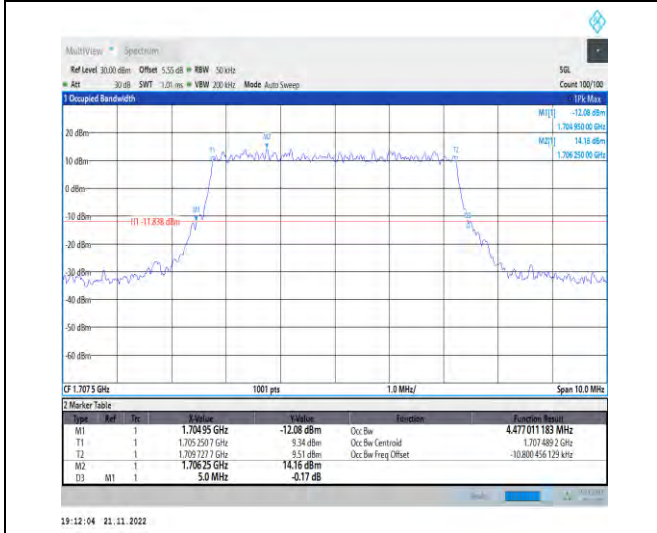 MultiView Spectrum
Ref Level 30.00 dBm Offset 5.55 dB RBW 50 kHz SGL
Att 30 dB SWT 1.01 ms VBW 200 kHz Mode Auto Sweep Count 100/100
1 Occupied Bandwidth 1Pk Max
M1[1] -12.08 dBm
1.704 950 00 GHz
M2[1] 14.16 dBm
1.706 250 00 GHz
20 dBm
M2
T1 T2
10 dBm
0 dBm
-10 dBm
M1
H1 -11.838 dBm
D3
-20 dBm
-30 dBm
-40 dBm
-50 dBm
-60 dBm
CF 1.707 5 GHz 1001 pts 1.0 MHz/ Span 10.0 MHz
2 Marker Table
Type Ref Trc X-Value Y-Value Function Function Result
M1 1 1.704 95 GHz -12.08 dBm Occ Bw 4.477 011 183 MHz
T1 1 1.705 250 7 GHz 9.34 dBm Occ Bw Centroid 1.707 489 2 GHz
T2 1 1.709 727 7 GHz 9.51 dBm Occ Bw Freq Offset -10.800 456 129 kHz
M2 1 1.706 25 GHz 14.16 dBm
D3 M1 1 5.0 MHz -0.17 dB
19:12:04 21.11.2022